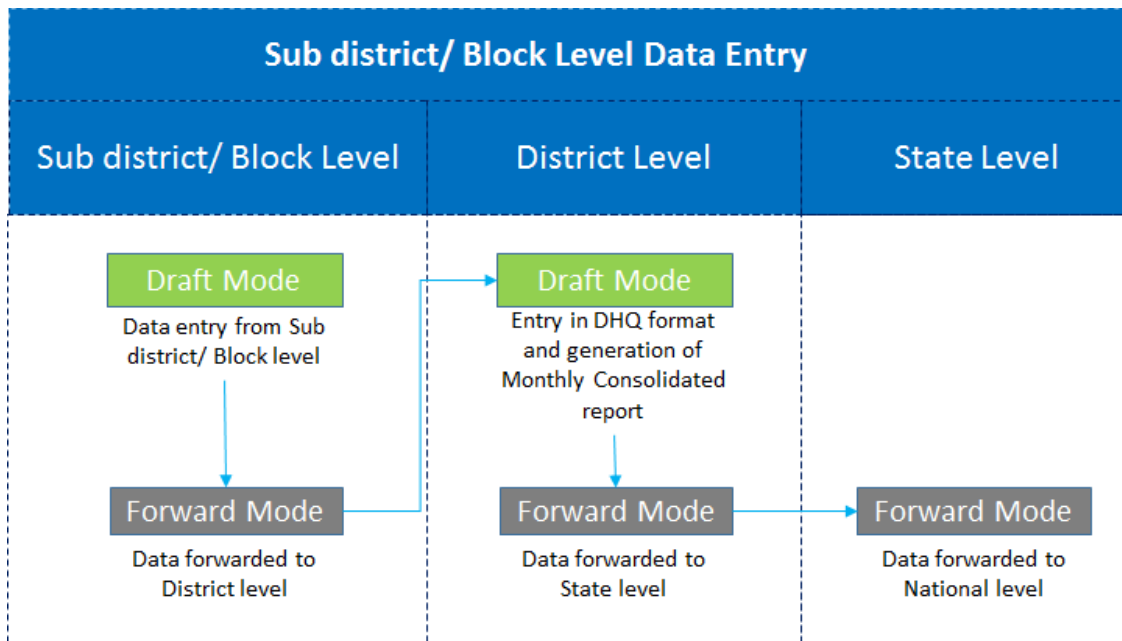 Sub district/ Block Level Data Entry
Sub district/ Block Level
District Level
State Level
Draft Mode
Data entry from Sub
district/ Block level
Forward Mode
Data forwarded to
District level
Draft Mode
Entry in DHQ format
and generation of
Monthly Consolidated
report
Forward Mode
Data forwarded to
State level
Forward Mode
Data forwarded to
National level